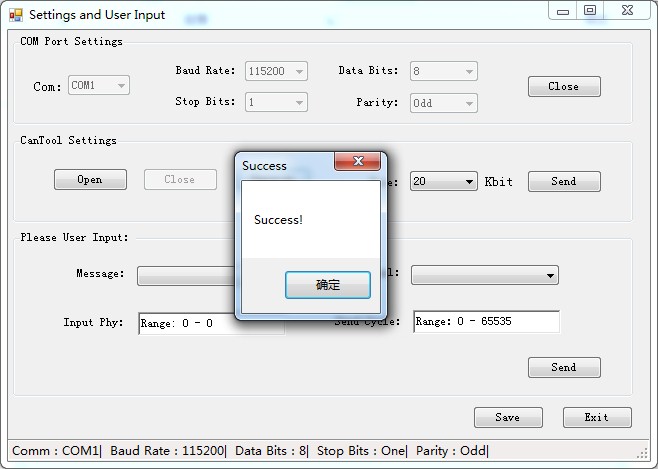 Settings and User Input
COM Port Settings
Com: COM1
Baud Rate: 115200
Data Bits: 8
Stop Bits: 1
Parity: Odd
Close
CanTool Settings
Open
Close
20
Kbit
Send
Success
Success!
确定
Please User Input:
Message:
Input Phy: Range: 0 - 0
Send Cycle: Range: 0 - 65535
Send
Save
Exit
Comm : COM1| Baud Rate : 115200| Data Bits : 8| Stop Bits : One| Parity : Odd|